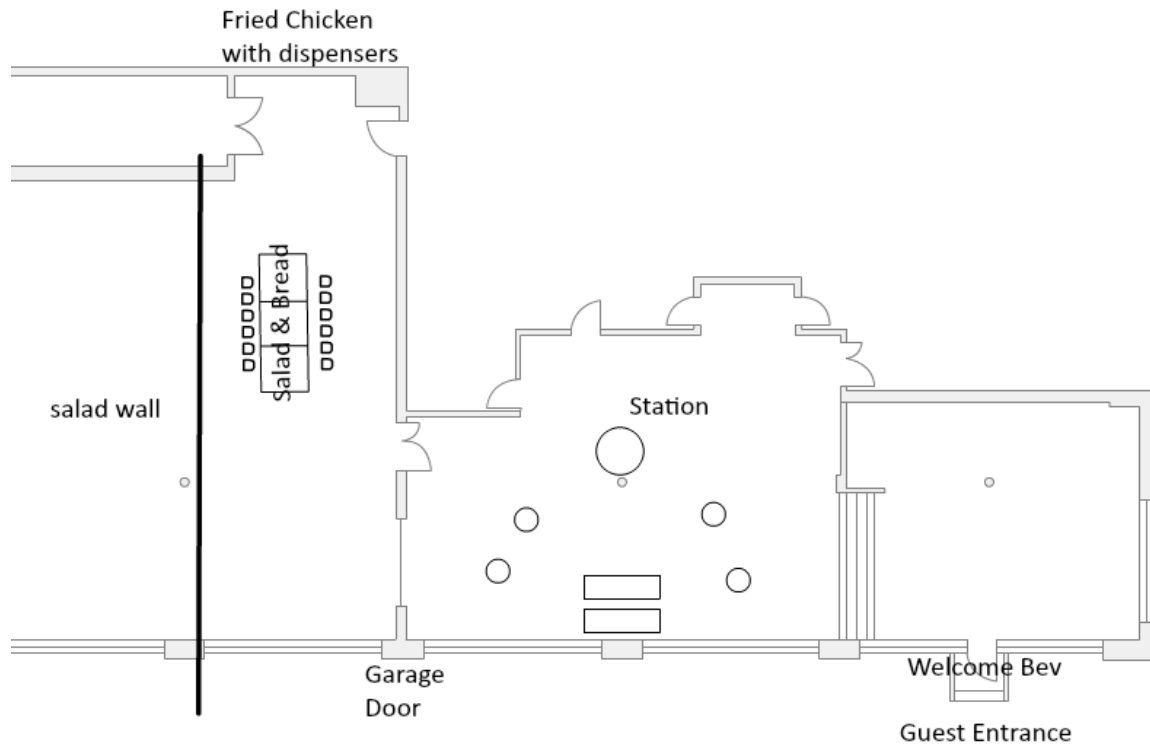 Fried Chicken
with dispensers
Salad & Bread
salad wall
Station
Garage
Door
Welcome Bev
Guest Entrance